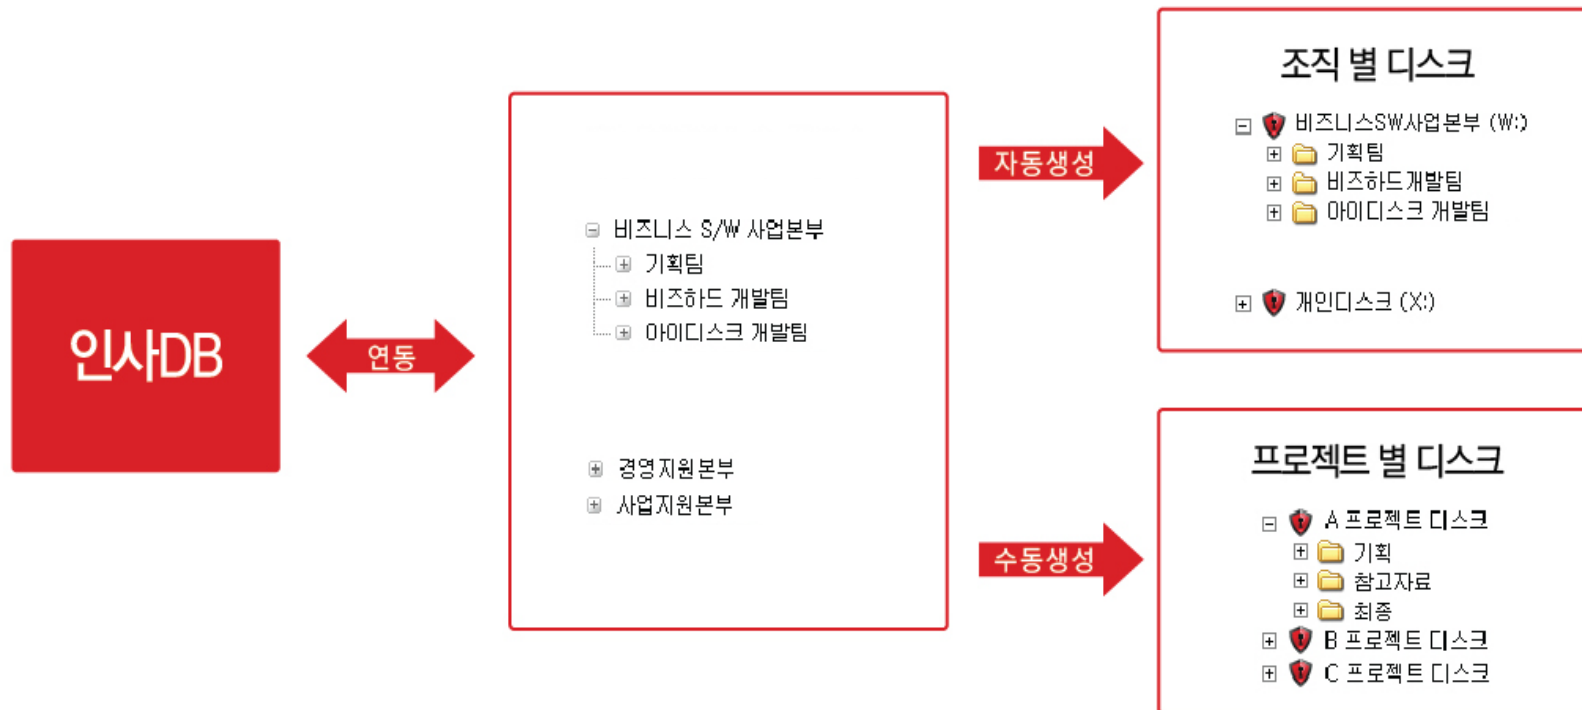 인사DB
연동
비즈니스 S/W 사업본부
기획팀
비즈하드 개발팀
아이디스크 개발팀
경영지원본부
사업지원본부
자동생성
수동생성
조직 별 디스크
비즈니스SW사업본부 (W:)
기획팀
비즈하드개발팀
아이디스크 개발팀
개인디스크 (X:)
프로젝트 별 디스크
A 프로젝트 디스크
기획
참고자료
최종
B 프로젝트 디스크
C 프로젝트 디스크